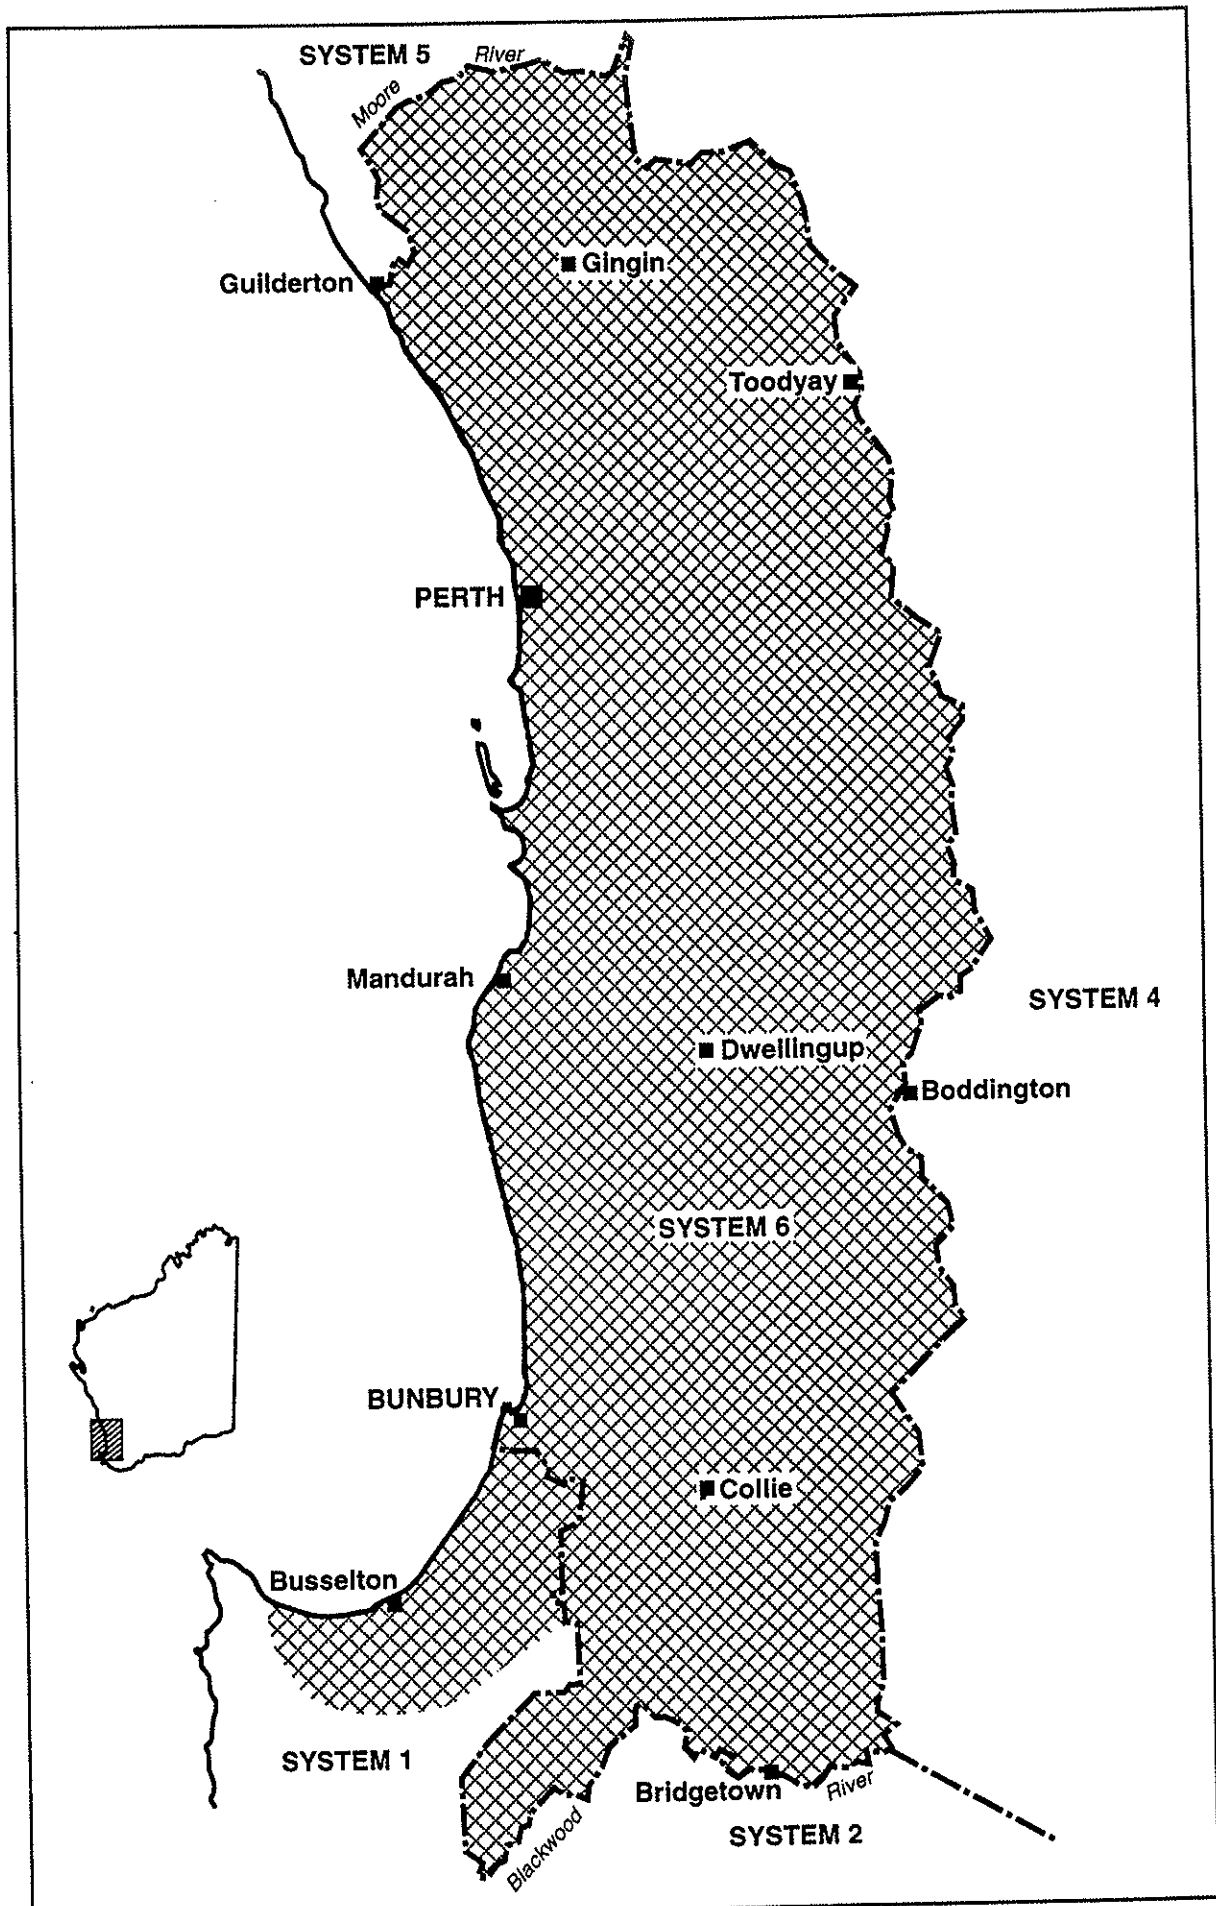 SYSTEM 5
River
Moore
Gingin
Guilderton
Toodyay
PERTH
Mandurah
SYSTEM 4
Dwellingup
Boddington
SYSTEM 6
BUNBURY
Collie
Busselton
SYSTEM 1
Bridgetown
River
Blackwood
SYSTEM 2